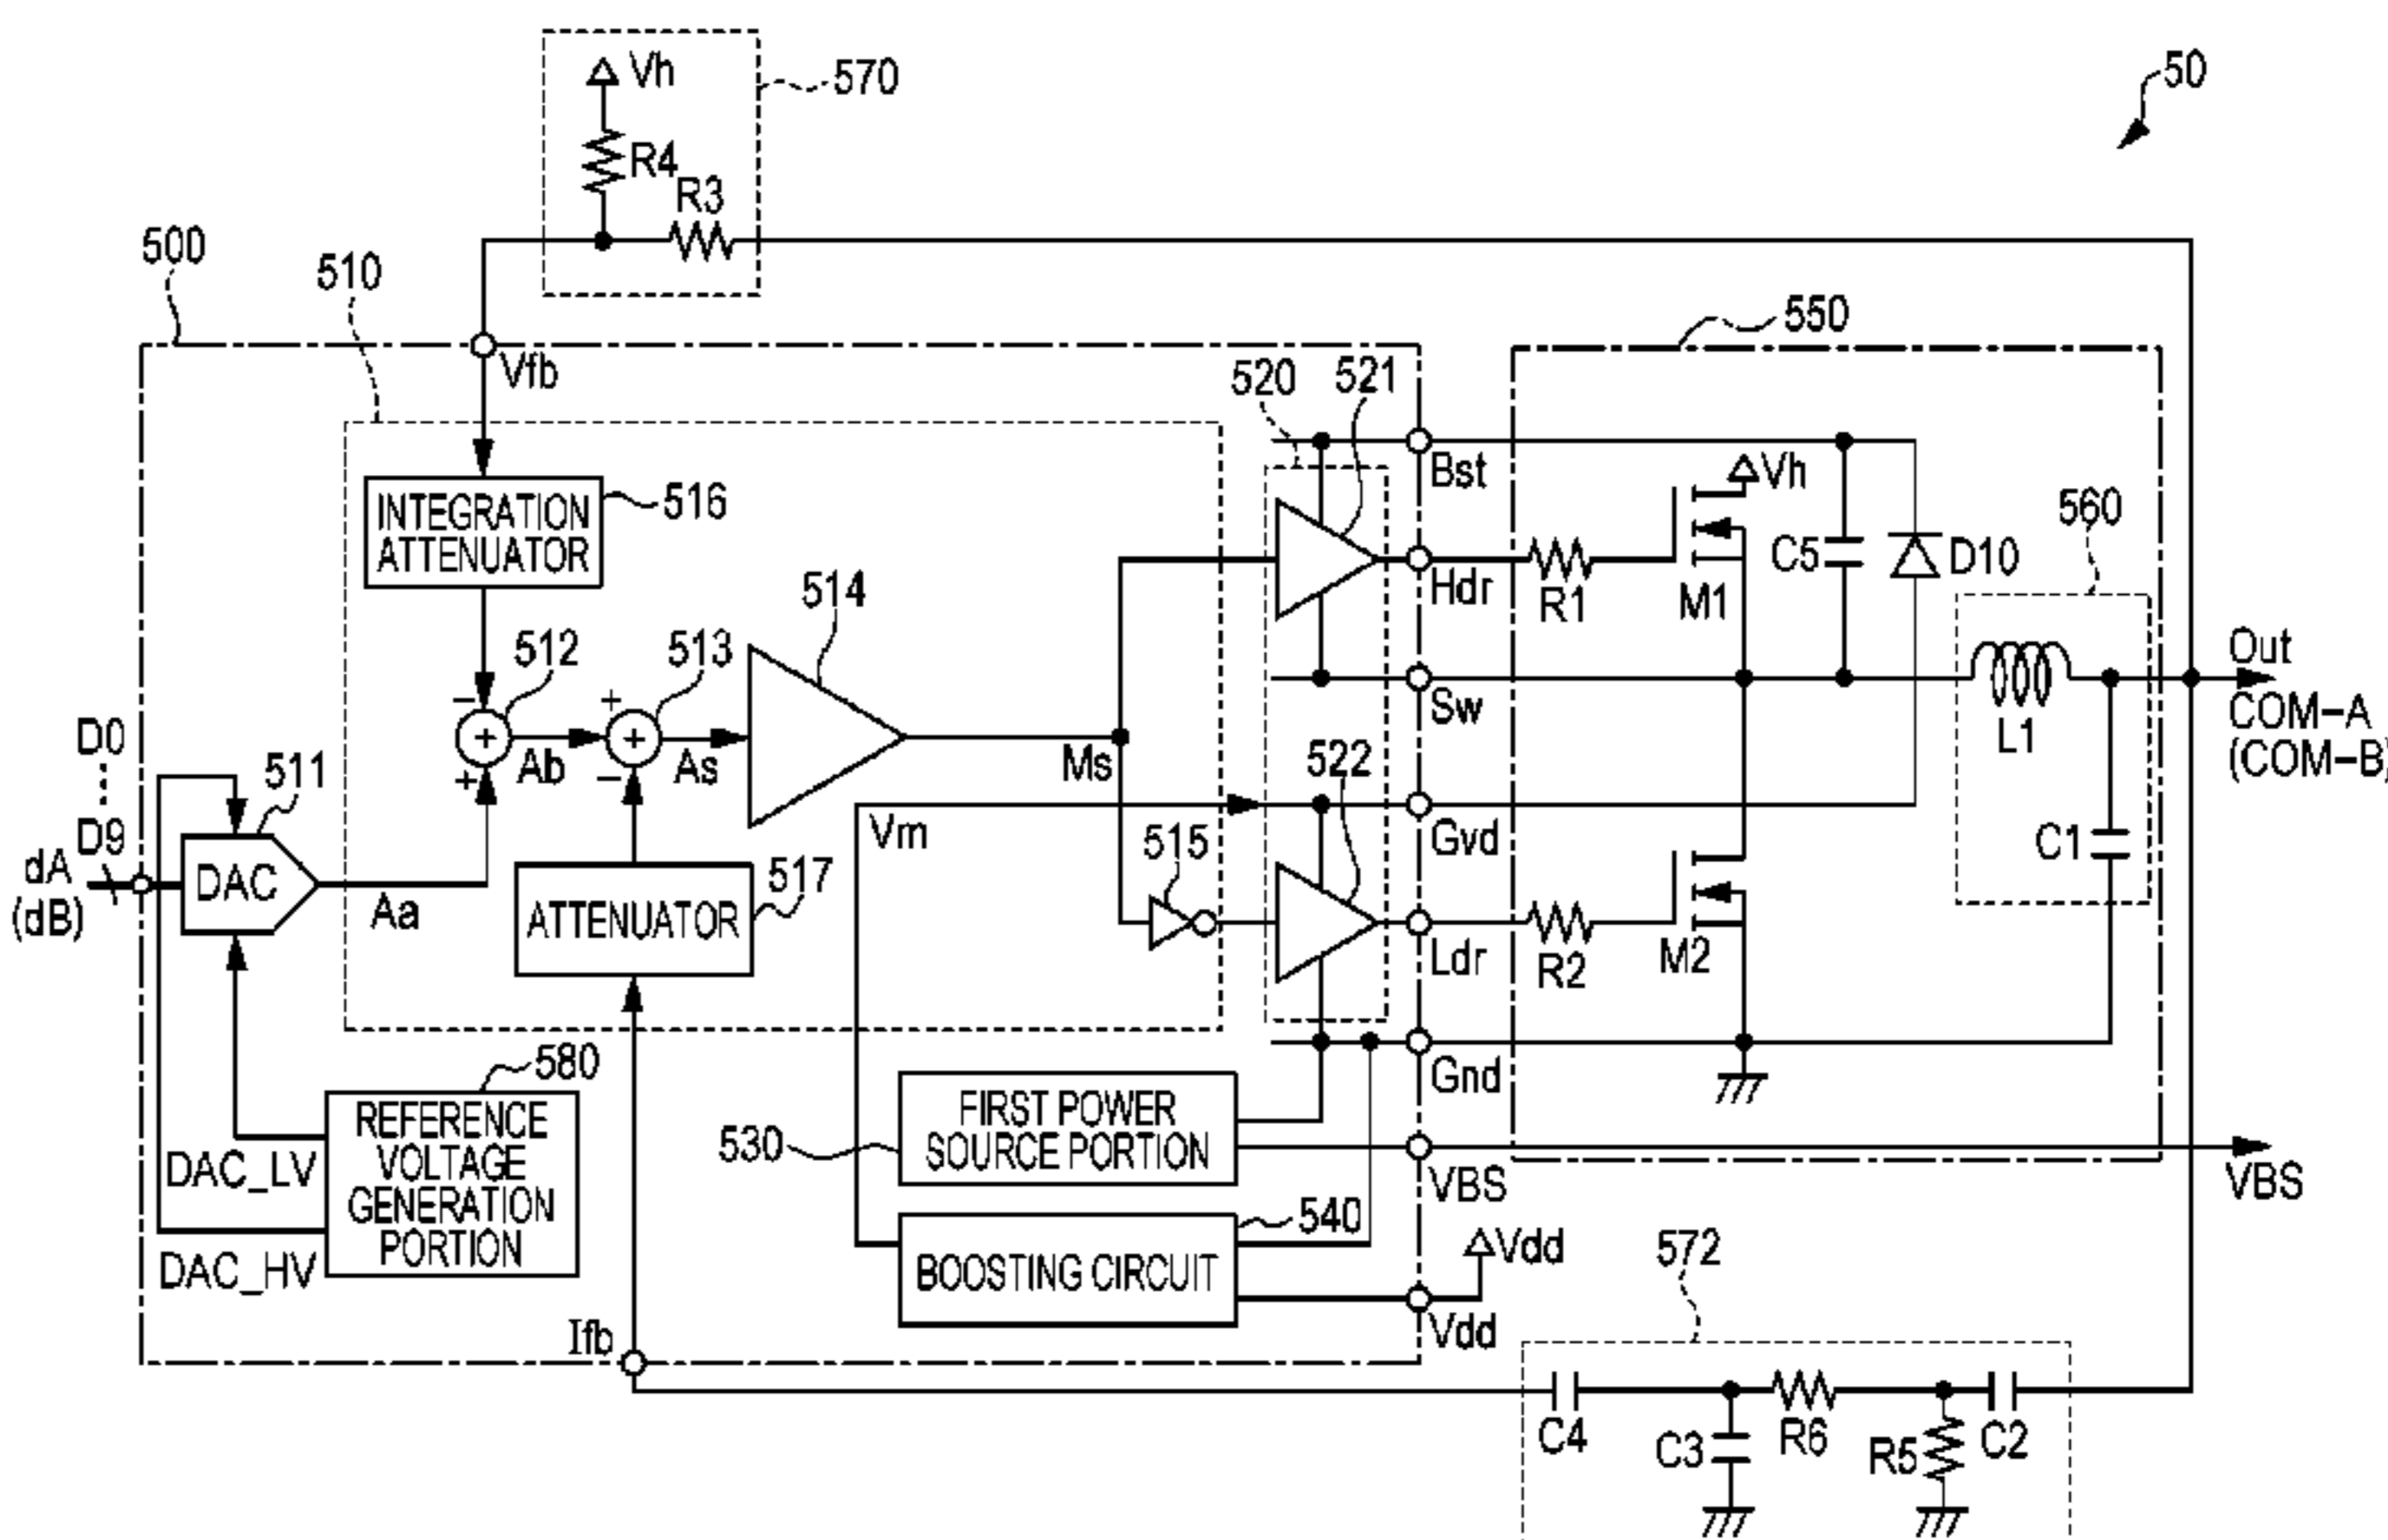 Vh
570
50
R4
R3
500
510
550
Vfb
520
521
Bst
Vh
INTEGRATION
ATTENUATOR
516
560
C5
D10
Hdr
R1
M1
514
512
513
Out
Sw
COM-A
(COM-B)
L1
D0
D9
511
Ab
As
Ms
522
Vm
Gvd
515
C1
dA
(dB)
DAC
Aa
517
ATTENUATOR
Ldr
R2
M2
580
Gnd
REFERENCE
VOLTAGE
GENERATION
PORTION
FIRST POWER
SOURCE PORTION
530
DAC_LV
VBS
VBS
540
DAC_HV
BOOSTING CIRCUIT
Vdd
572
Ifb
Vdd
C4
C3
R6
R5
C2